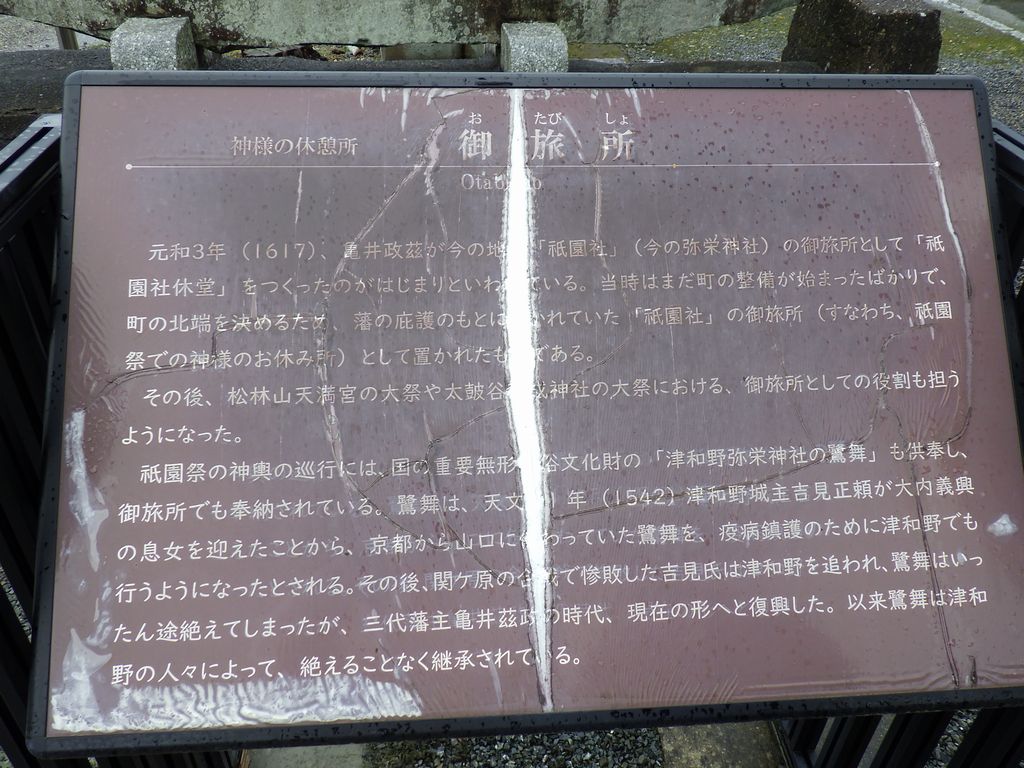 神様の休憩所
お たび しょ
御旅所
元和3年（1617）、亀井政茲が今の地 「祇園社」（今の弥栄神社）の御旅所として「祇
園社休堂」をつくったのがはじまりといわ ている。当時はまだ町の整備が始まったばかりで、
町の北端を決めるため、藩の庇護のもとに かれていた「祇園社」の御旅所（すなわち、祇園
祭での神様のお休み所）として置かれたも である。
その後、松林山天満宮の大祭や太皷谷 成神社の大祭における、御旅所としての役割も担う
ようになった。
祇園祭の神輿の巡行には、国の重要無形 俗文化財の「津和野弥栄神社の鷺舞」も供奉し、
御旅所でも奉納されている。鷺舞は、天文 年（1542）津和野城主吉見正頼が大内義興
の息女を迎えたことから、京都から山口に わっていた鷺舞を、疫病鎮護のために津和野でも
行うようになったとされる。その後、関ケ原の合戦で惨敗した吉見氏は津和野を追われ、鷺舞はいっ
たん途絶えてしまったが、三代藩主亀井茲政の時代、現在の形へと復興した。以来鷺舞は津和
野の人々によって、絶えることなく継承されている。